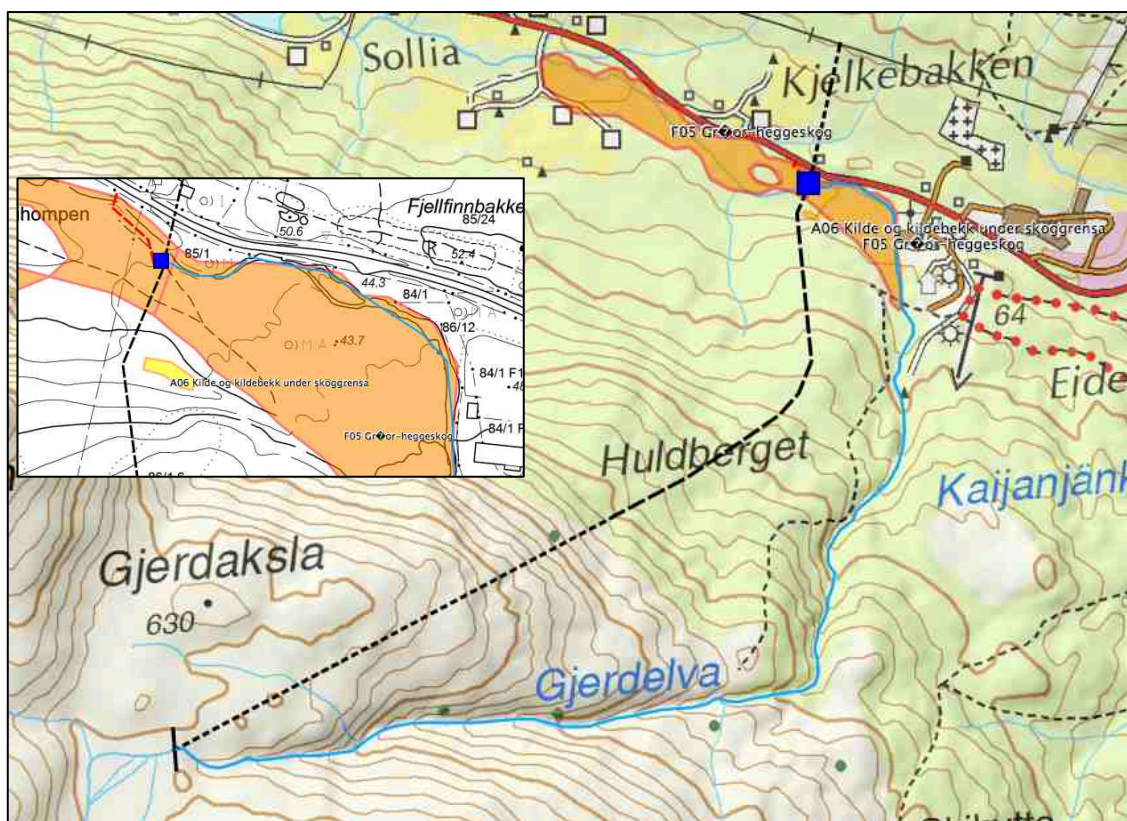 Sollia
Kjelkebakken
F05 Gr�or-heggeskog
A06 Kilde og kildebekk under skoggrensa
F05 Gr�or-heggeskog
64
Eide
Huldberget
Kaijanjänk
Gjerdaksla
630
Gjerdelva
hompen
Fjellfinnbakke
85/24
50.6
52.4
85/1
44.3
84/1
86/12
43.7
84/1 F1
A06 Kilde og kildebekk under skoggrensa
F05 Gr�or-heggeskog
84/1 F